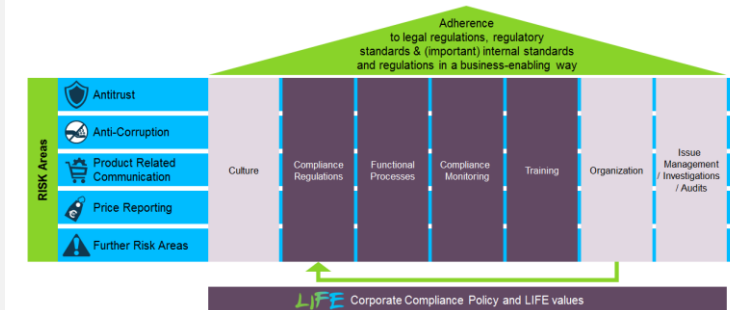 Adherence
to legal regulations, regulatory
standards & (important) internal standards
and regulations in a business-enabling way
RISK Areas
Antitrust
Anti-Corruption
Product Related
Communication
Price Reporting
Further Risk Areas
Culture
Compliance
Regulations
Functional
Processes
Compliance
Monitoring
Training
Organization
Issue
Management
/ Investigations
/ Audits
LIFE Corporate Compliance Policy and LIFE values